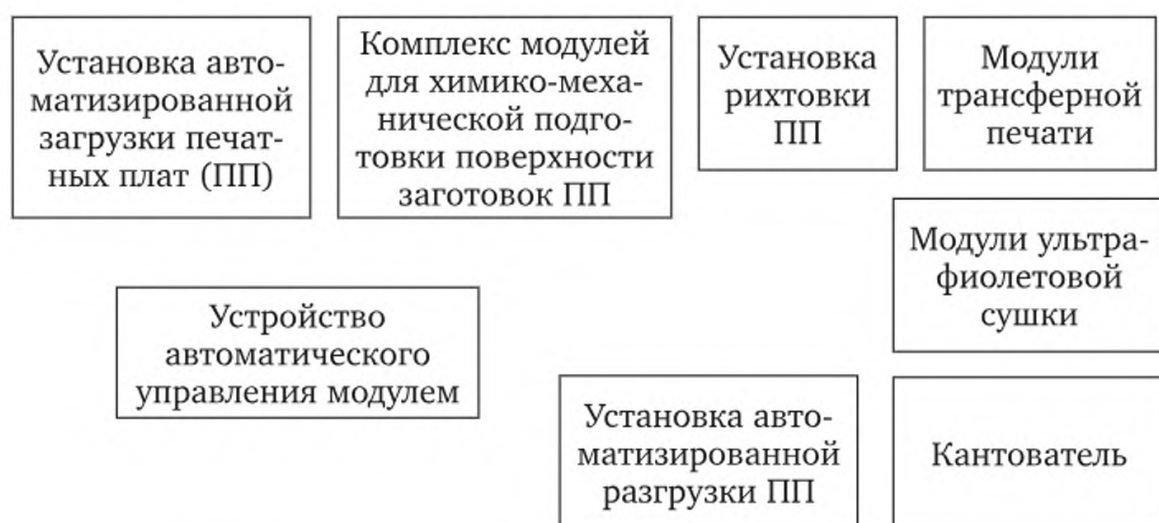 Установка авто-
матизированной
загрузки печат-
ных плат (ПП)
Комплекс модулей
для химико-меха-
нической подго-
товки поверхности
заготовок ПП
Установка
рихтовки
ПП
Модули
трансферной
печати
Модули ультра-
фиолетовой
сушки
Устройство
автоматического
управления модулем
Установка авто-
матизированной
разгрузки ПП
Кантователь